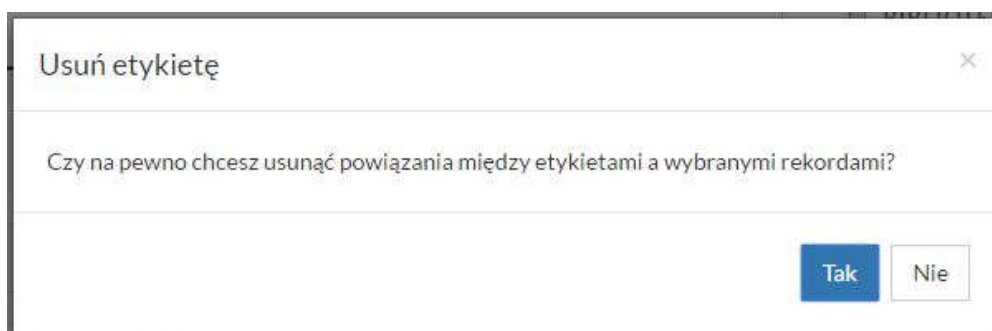 Usuń etykietę
×
Czy na pewno chcesz usunąć powiązania między etykietami a wybranymi rekordami?
Tak Nie